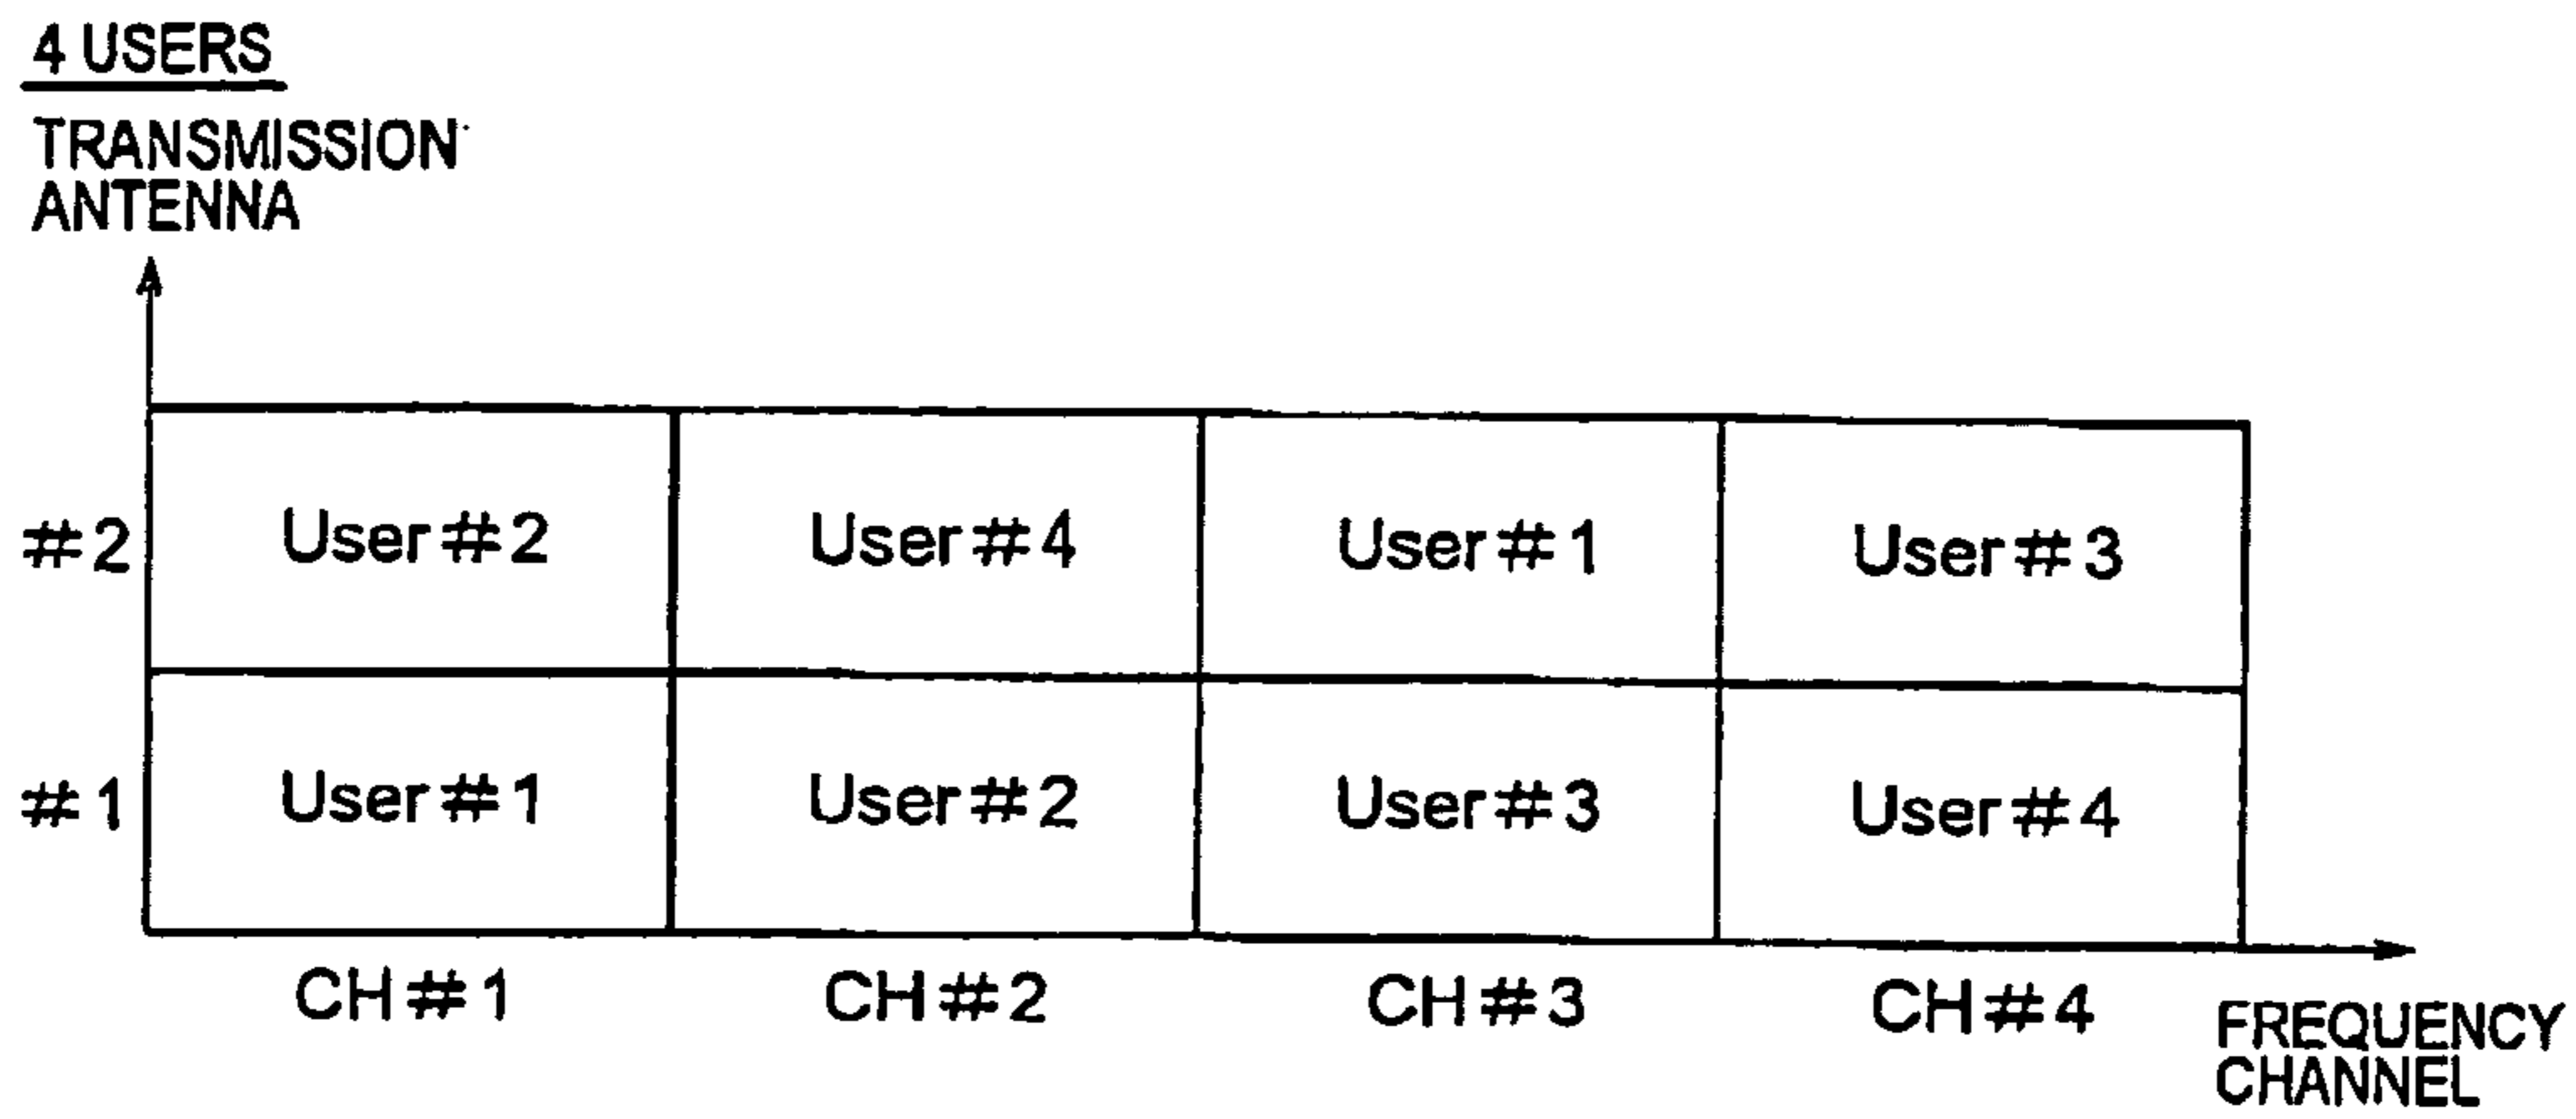 4 USERS
TRANSMISSION
ANTENNA
#2 User#2 User#4 User#1 User#3
#1 User#1 User#2 User#3 User#4
CH#1 CH#2 CH#3 CH#4
FREQUENCY
CHANNEL